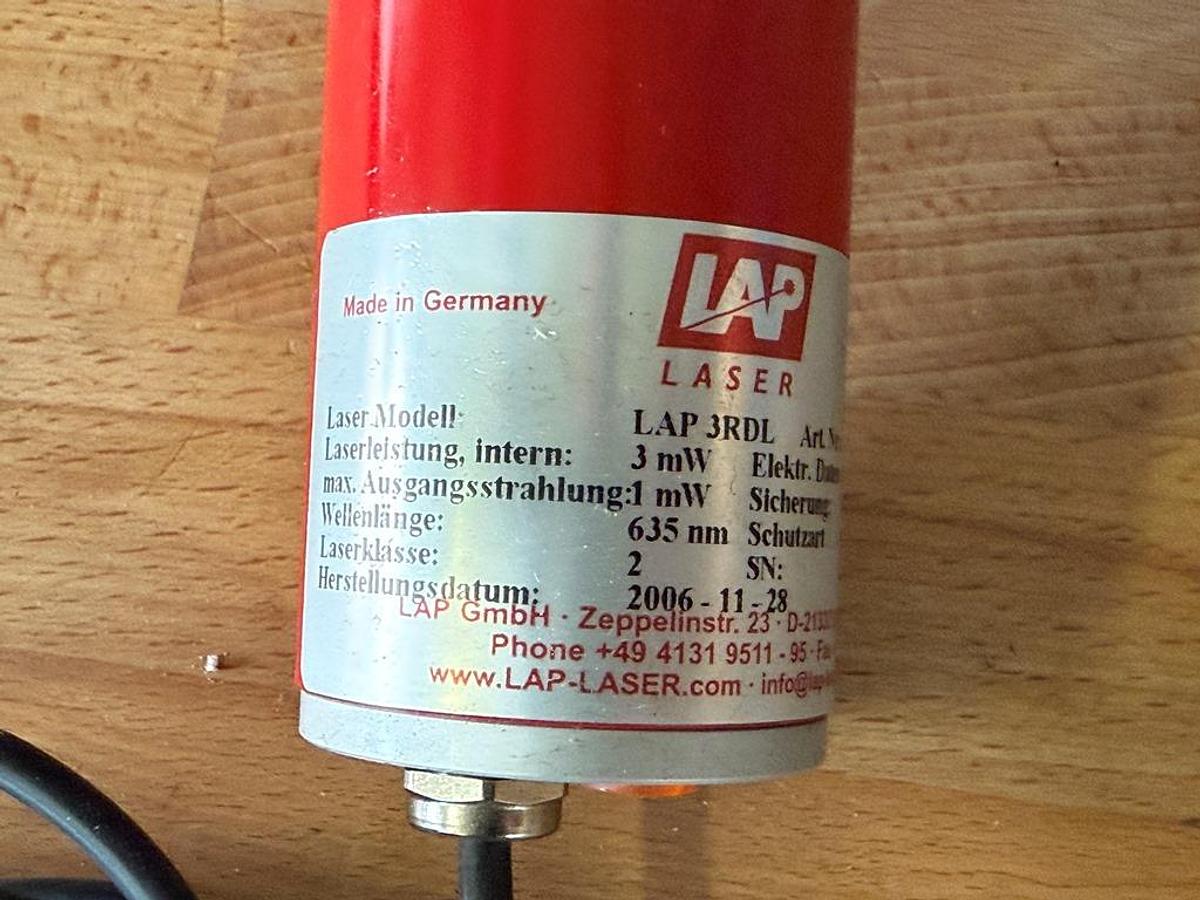 Made in Germany
LAP
LASER
Laser Modell: LAP 3RDL Art.
Laserleistung, intern: 3 mW Elektr.
max. Ausgangsstrahlung: 1 mW Sicherung:
Wellenlänge: 635 nm Schutzart
Laserklasse: 2 SN:
Herstellungsdatum: 2006 - 11 - 28
LAP GmbH · Zeppelinstr. 23 ·
Phone +49 4131 9511 - 95 ·
www.LAP-LASER.com ·